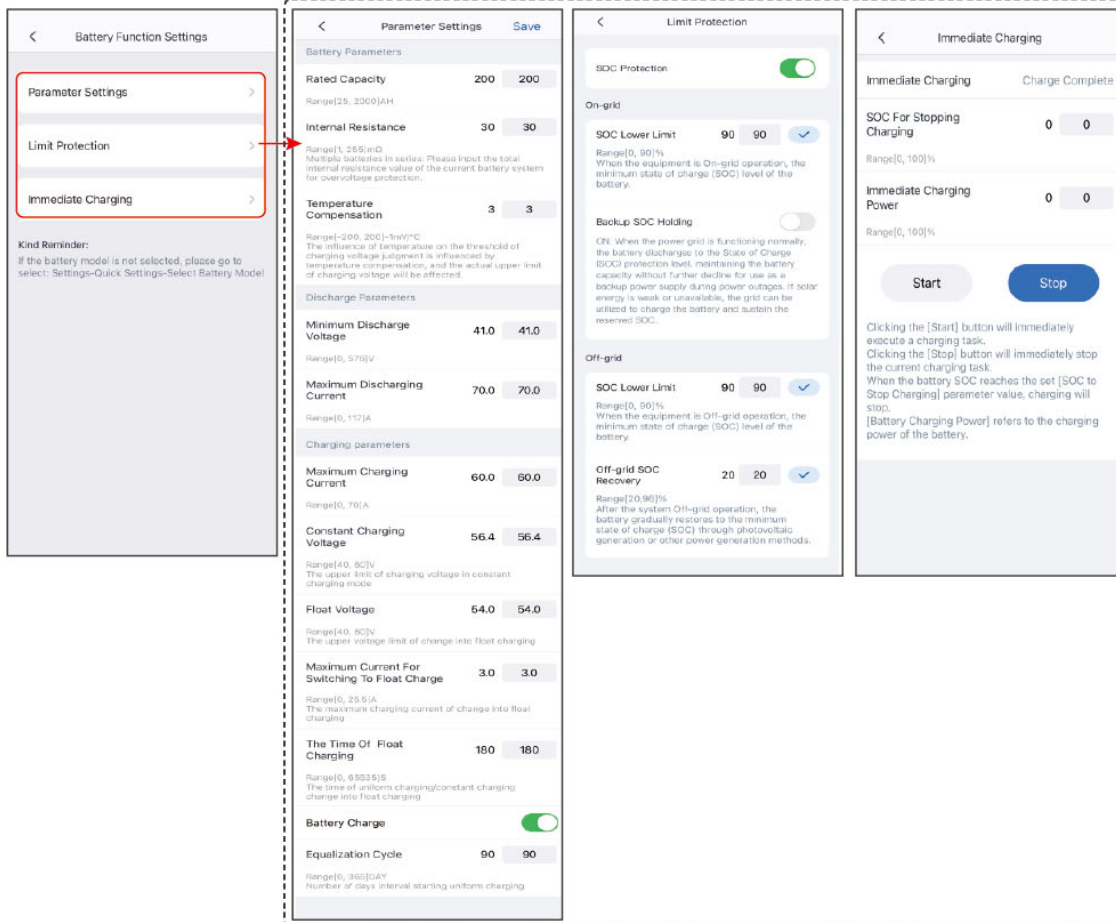 Battery Function Settings
Parameter Settings
Limit Protection
Immediate Charging
Kind Reminder:
If the battery model is not selected, please go to
select: Settings-Quick Settings-Select Battery Model
Parameter Settings Save
Battery Parameters
Rated Capacity 200 200
Range[25, 2000]AH
Internal Resistance 30 30
Range[1, 255]mΩ
Multiple batteries in series: Please input the total
internal resistance value of the current battery system
for overvoltage protection.
Temperature
Compensation 3 3
Range[-200, 200]-1mV/°C
The influence of temperature on the threshold of
charging voltage judgment is influenced by
temperature compensation, and the actual upper limit
of charging voltage will be affected.
Discharge Parameters
Minimum Discharge
Voltage 41.0 41.0
Range[0, 576]V
Maximum Discharging
Current 70.0 70.0
Range[0, 117]A
Charging parameters
Maximum Charging
Current 60.0 60.0
Range[0, 70]A
Constant Charging
Voltage 56.4 56.4
Range[40, 60]V
The upper limit of charging voltage in constant
charging mode
Float Voltage 54.0 54.0
Range[40, 60]V
The upper voltage limit of change into float charging
Maximum Current For
Switching To Float Charge 3.0 3.0
Range[0, 25.5]A
The maximum charging current of change into float
charging
The Time Of Float
Charging 180 180
Range[0, 65535]S
The time of uniform charging/constant charging
change into float charging
Battery Charge
Equalization Cycle 90 90
Range[0, 365]DAY
Number of days interval starting uniform charging
Limit Protection
SOC Protection
On-grid
SOC Lower Limit 90 90
Range[0, 90]%
When the equipment is On-grid operation, the
minimum state of charge (SOC) level of the
battery.
Backup SOC Holding
ON: When the power grid is functioning normally,
the battery discharges to the State of Charge
(SOC) protection level, maintaining the battery
capacity without further decline for use as a
backup power supply during power outages. If solar
energy is weak or unavailable, the grid can be
utilized to charge the battery and sustain the
reserved SOC.
Off-grid
SOC Lower Limit 90 90
Range[0, 90]%
When the equipment is Off-grid operation, the
minimum state of charge (SOC) level of the
battery.
Off-grid SOC
Recovery 20 20
Range[20,96]%
After the system Off-grid operation, the
battery gradually restores to the minimum
state of charge (SOC) through photovoltaic
generation or other power generation methods.
Immediate Charging
Immediate Charging Charge Complete
SOC For Stopping
Charging 0 0
Range[0, 100]%
Immediate Charging
Power 0 0
Range[0, 100]%
Start Stop
Clicking the [Start] button will immediately
execute a charging task.
Clicking the [Stop] button will immediately stop
the current charging task.
When the battery SOC reaches the set [SOC to
Stop Charging] parameter value, charging will
stop.
[Battery Charging Power] refers to the charging
power of the battery.